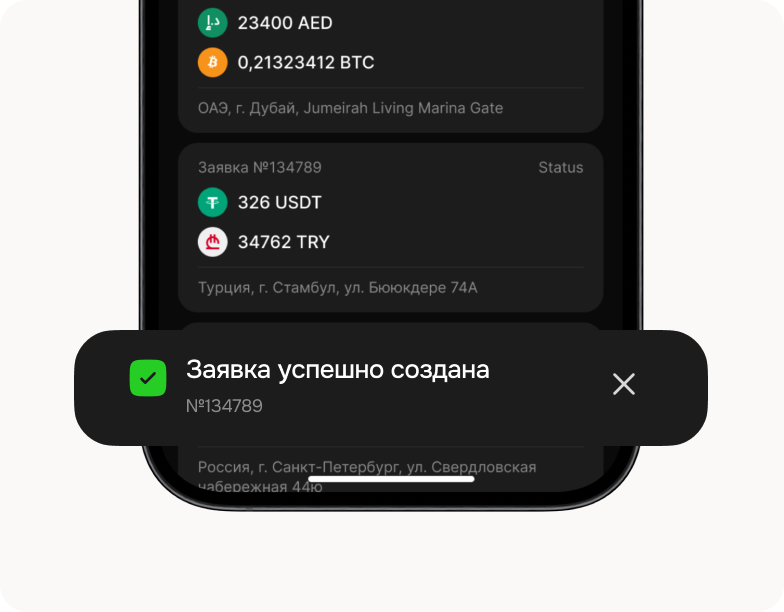 23400 AED
0,21323412 BTC
ОАЭ, г. Дубай, Jumeirah Living Marina Gate
Заявка №134789 Status
326 USDT
34762 TRY
Турция, г. Стамбул, ул. Бююкдере 74А
Заявка успешно создана
№134789
Россия, г. Санкт-Петербург, ул. Свердловская
набережная 44ю